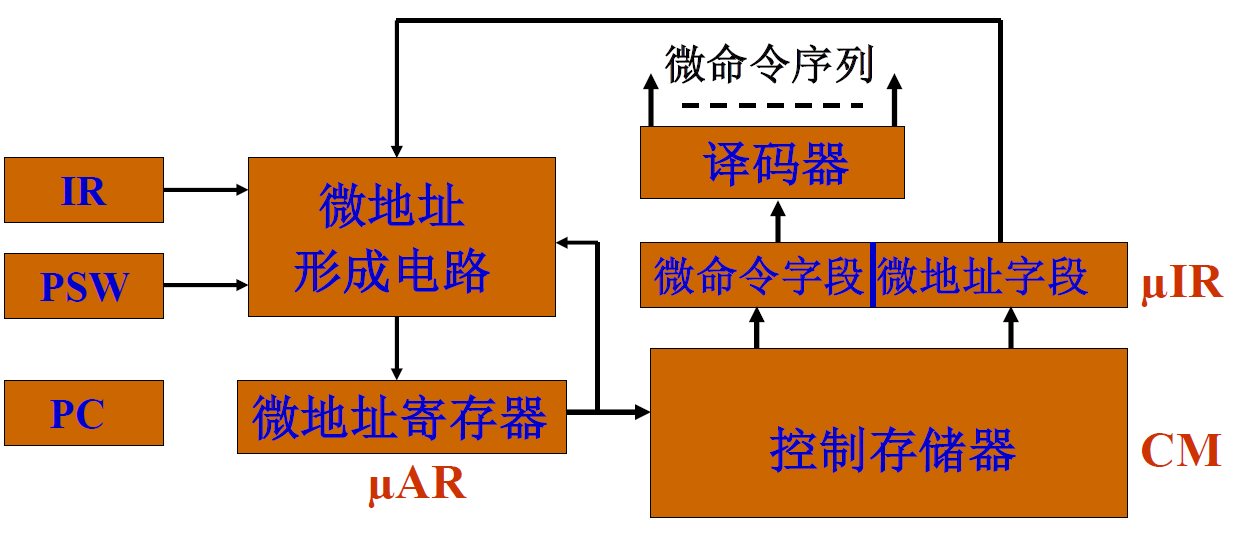 微命令序列
译码器
IR
微地址
形成电路
PSW
微命令字段
微地址字段
μIR
PC
微地址寄存器
μAR
控制存储器
CM